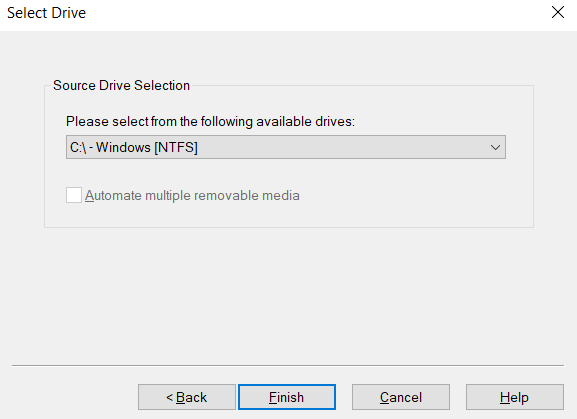 Select Drive
Source Drive Selection
Please select from the following available drives:
C:\ - Windows [NTFS]
Automate multiple removable media
< Back
Finish
Cancel
Help